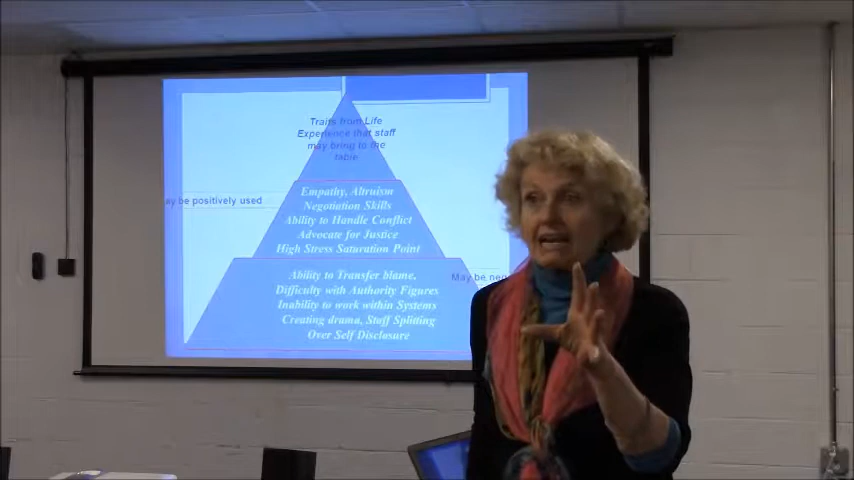 Traits from Life
Experience that staff
may bring to the
table
ay be positively used
Empathy, Altruism
Negotiation Skills
Ability to Handle Conflict
Advocate for Justice
High Stress Saturation Point
May be neg
Ability to Transfer blame,
Difficulty with Authority Figures
Inability to work within Systems
Creating drama, Staff Splitting
Over Self Disclosure